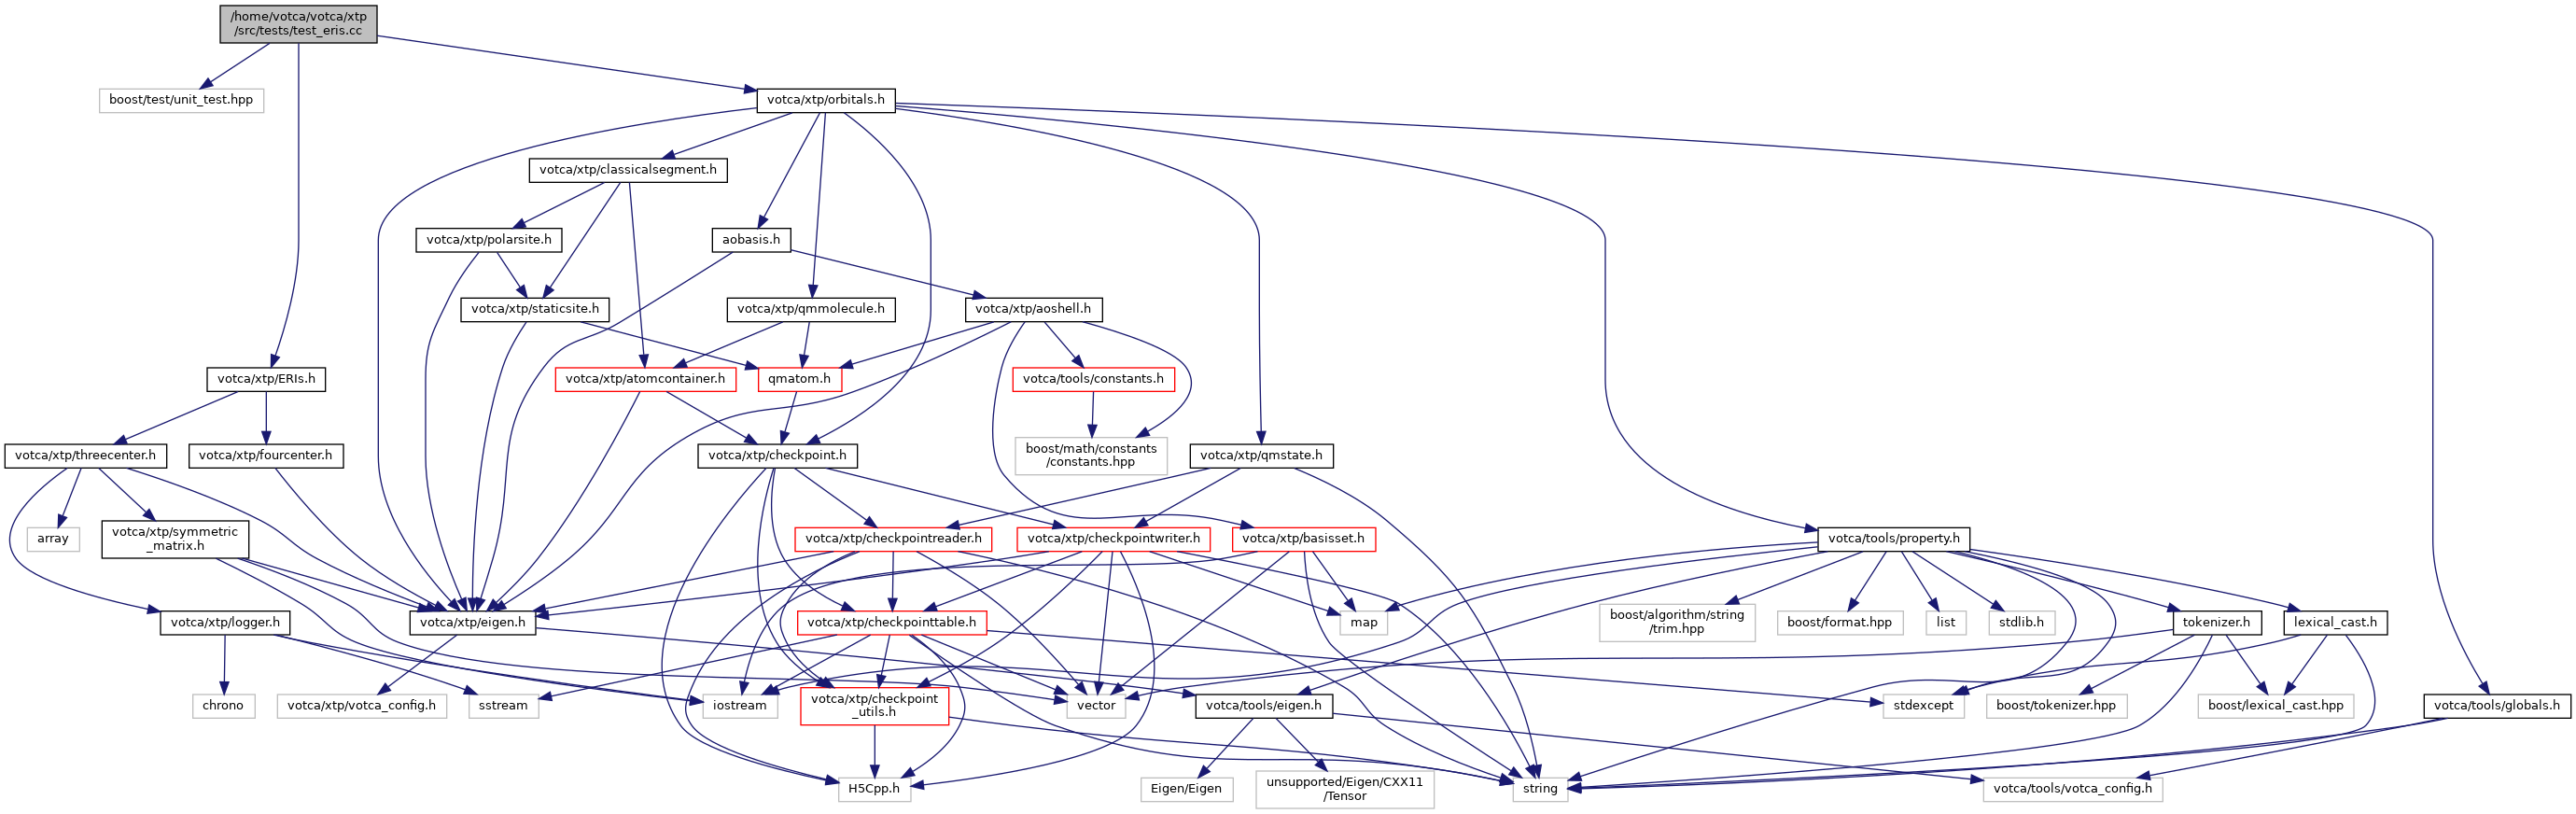 /home/votca/votca/xtp
/src/tests/test_eris.cc
boost/test/unit_test.hpp
votca/xtp/orbitals.h
votca/xtp/classicalsegment.h
votca/xtp/polarsite.h
aobasis.h
votca/xtp/staticsite.h
votca/xtp/qmmolecule.h
votca/xtp/aoshell.h
votca/xtp/ERIs.h
votca/xtp/atomcontainer.h
qmatom.h
votca/tools/constants.h
votca/xtp/threecenter.h
votca/xtp/fourcenter.h
votca/xtp/checkpoint.h
boost/math/constants
/constants.hpp
votca/xtp/qmstate.h
array
votca/xtp/symmetric
_matrix.h
votca/xtp/checkpointreader.h
votca/xtp/checkpointwriter.h
votca/xtp/basisset.h
votca/tools/property.h
votca/xtp/logger.h
votca/xtp/eigen.h
votca/xtp/checkpointtable.h
map
boost/algorithm/string
/trim.hpp
boost/format.hpp
list
stdlib.h
tokenizer.h
lexical_cast.h
chrono
votca/xtp/votca_config.h
sstream
iostream
votca/xtp/checkpoint
_utils.h
vector
votca/tools/eigen.h
stdexcept
boost/tokenizer.hpp
boost/lexical_cast.hpp
votca/tools/globals.h
H5Cpp.h
Eigen/Eigen
unsupported/Eigen/CXX11
/Tensor
string
votca/tools/votca_config.h